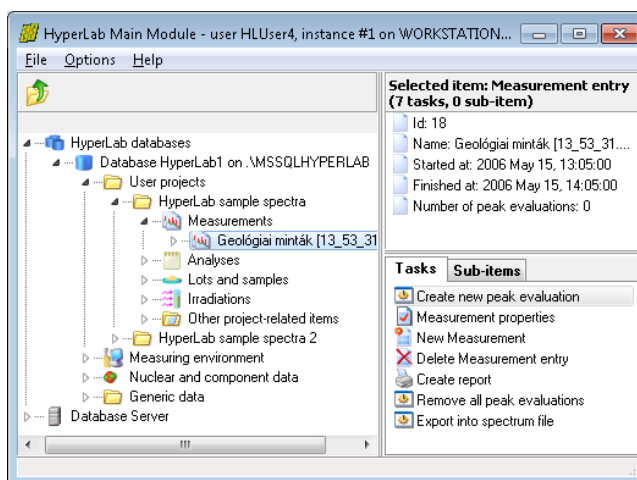 HyperLab Main Module - user HLUser4, instance #1 on WORKSTATION...
File Options Help
HyperLab databases
Database HyperLab1 on .\MSSQLHYPERLAB
User projects
HyperLab sample spectra
Measurements
Geológiai minták [13_53_31
Analyses
Lots and samples
Irradiations
Other project-related items
HyperLab sample spectra 2
Measuring environment
Nuclear and component data
Generic data
Database Server
Selected item: Measurement entry
(7 tasks, 0 sub-item)
Id: 18
Name: Geológiai minták [13_53_31....
Started at: 2006 May 15, 13:05:00
Finished at: 2006 May 15, 14:05:00
Number of peak evaluations: 0
Tasks Sub-items
Create new peak evaluation
Measurement properties
New Measurement
Delete Measurement entry
Create report
Remove all peak evaluations
Export into spectrum file